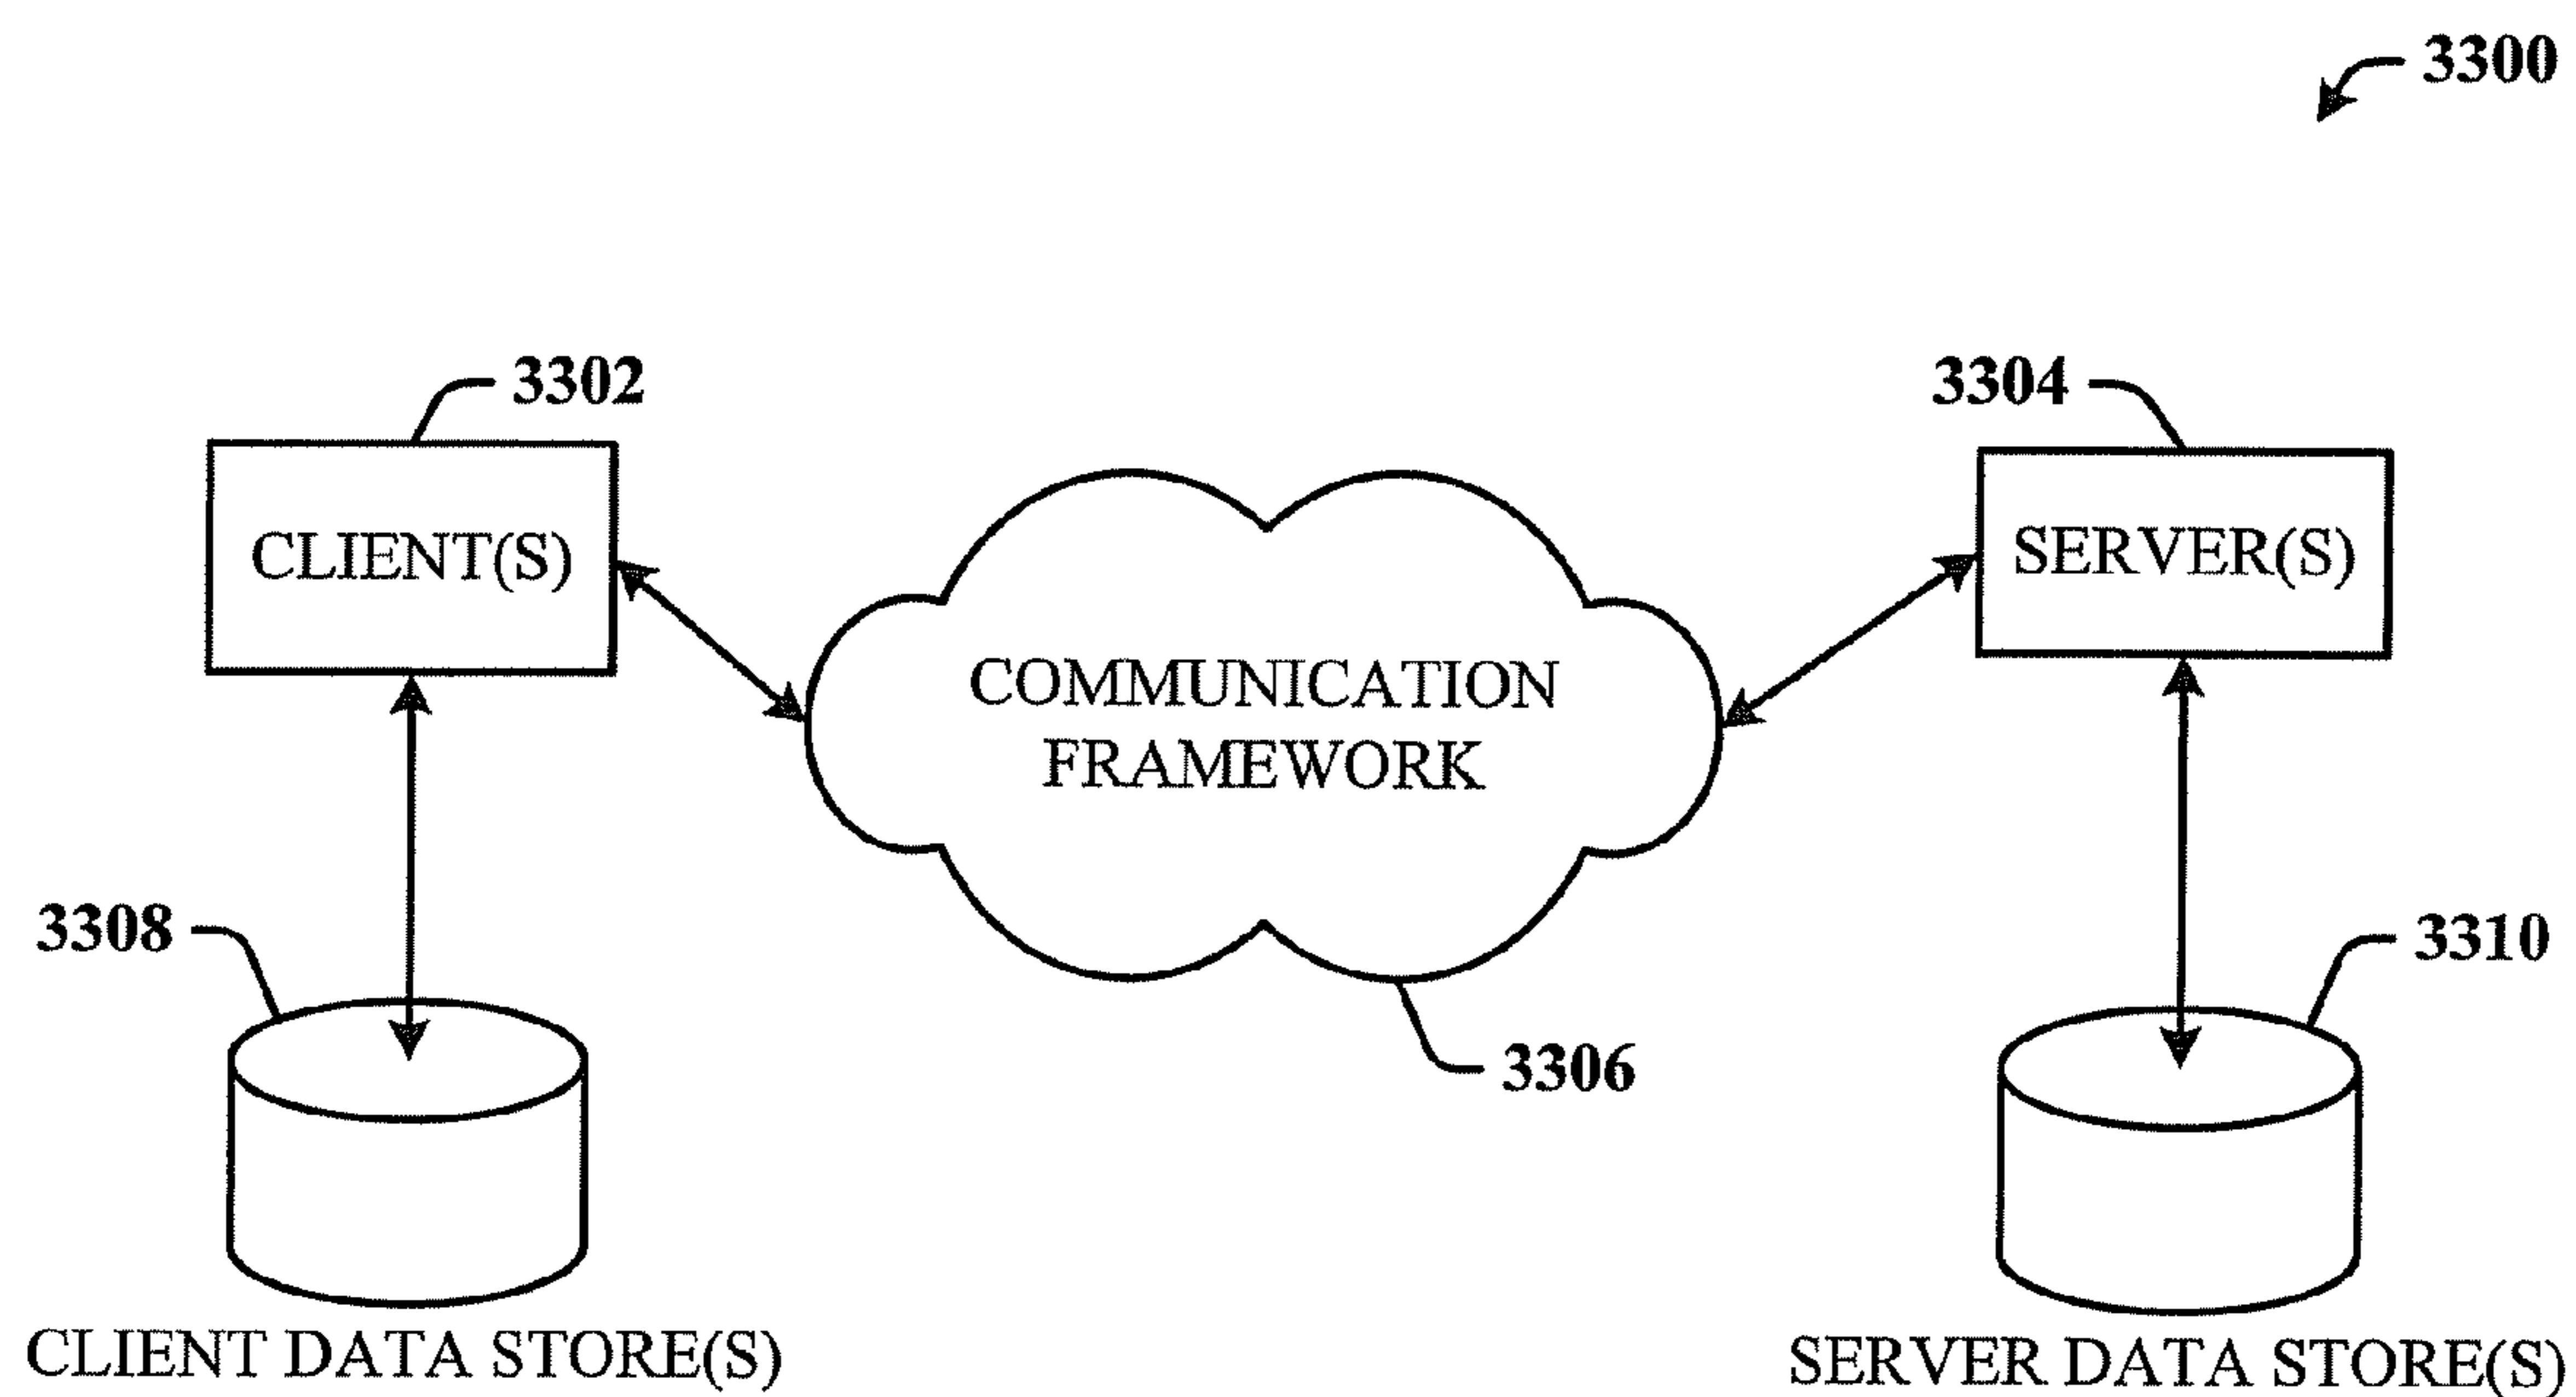 3300
3302
3304
CLIENT(S)
SERVER(S)
COMMUNICATION
FRAMEWORK
3308
3310
3306
CLIENT DATA STORE(S)
SERVER DATA STORE(S)